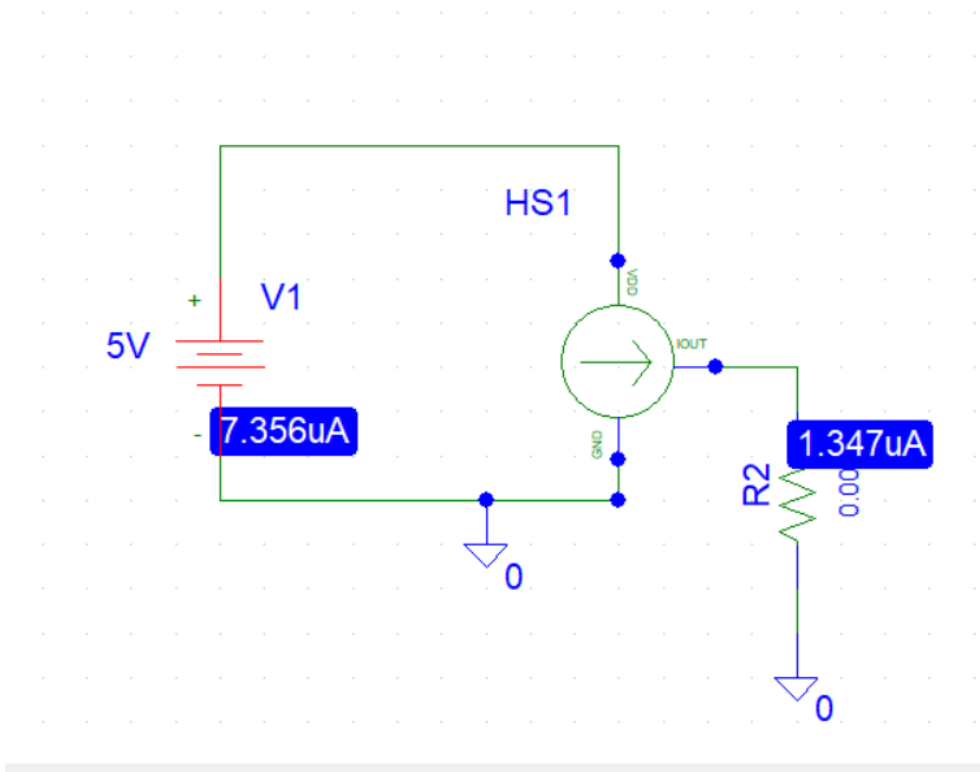 HS1
VDD
+
V1
5V
IOUT
-
7.356uA
GND
1.347uA
R2
0.00
0
0